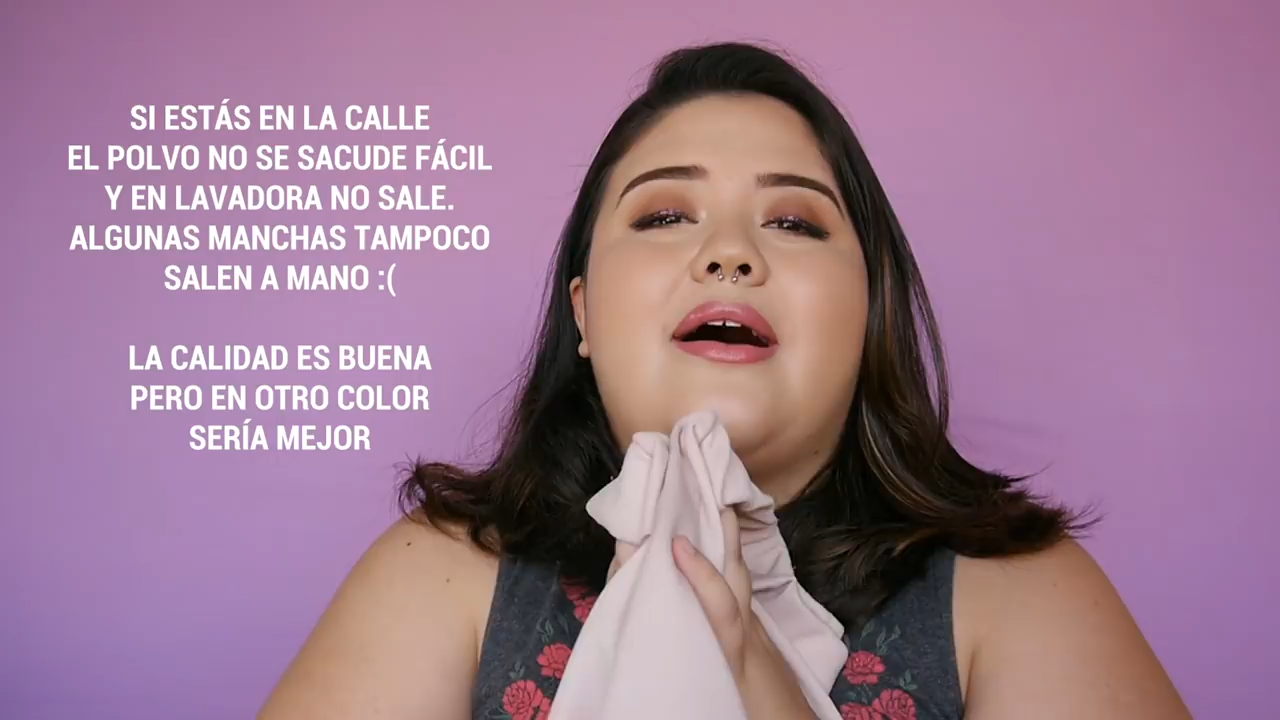 SI ESTÁS EN LA CALLE
EL POLVO NO SE SACUDE FÁCIL
Y EN LAVADORA NO SALE.
ALGUNAS MANCHAS TAMPOCO
SALEN A MANO :(
LA CALIDAD ES BUENA
PERO EN OTRO COLOR
SERÍA MEJOR